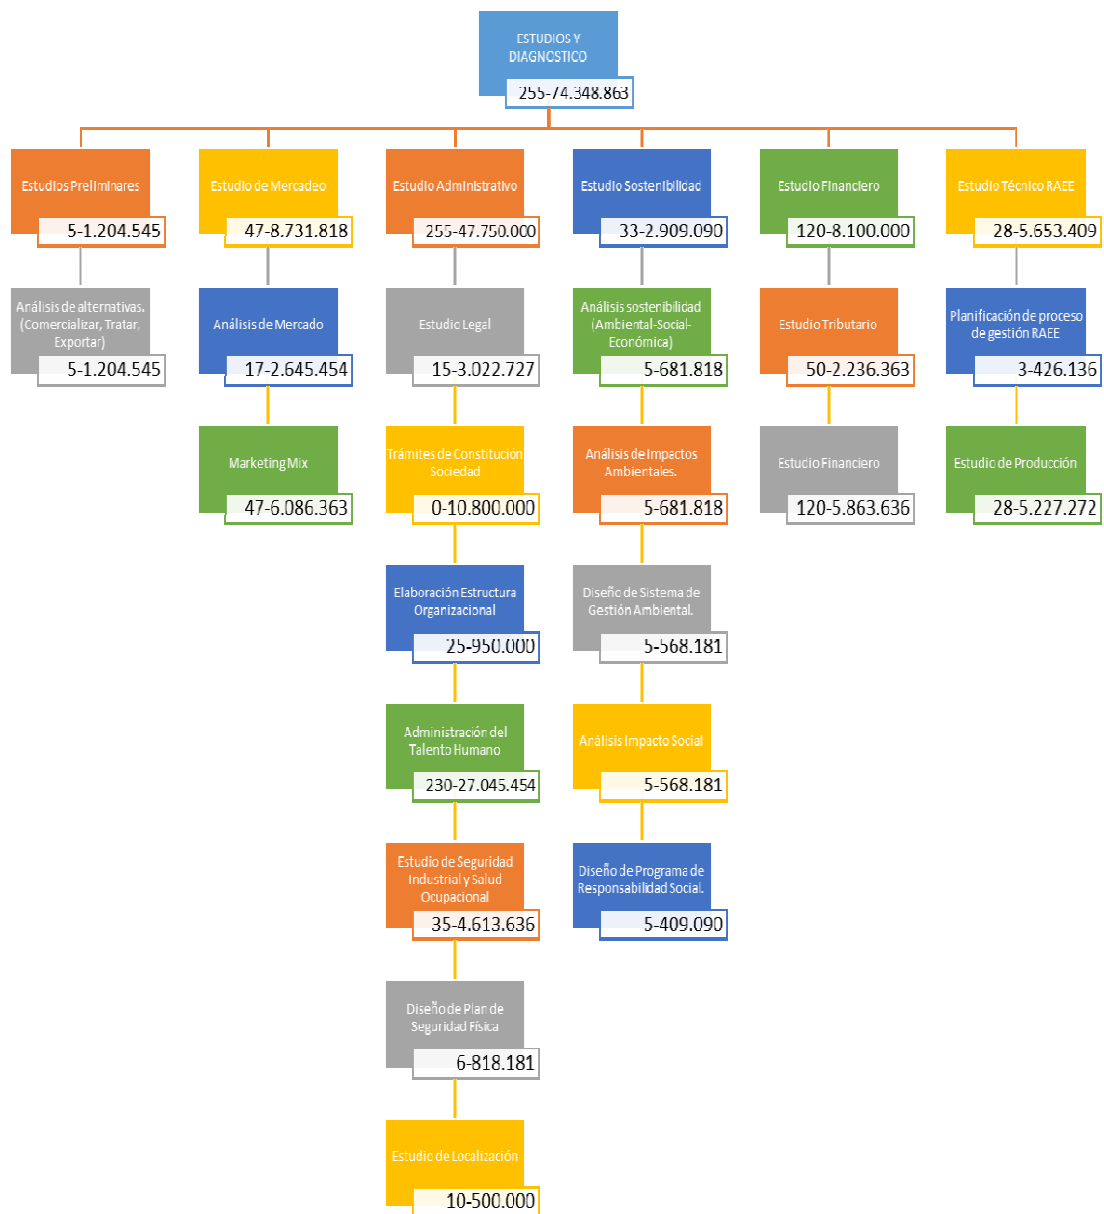 ESTUDIOS Y
DIAGNOSTICO
255-74.348.863
Estudios Preliminares
5-1.204.545
Estudio de Mercadeo
47-8.731.818
Estudio Administrativo
255-47.750.000
Estudio Sostenibilidad
33-2.909.090
Estudio Financiero
120-8.100.000
Estudio Técnico RAEE
28-5.653.409
Análisis de alternativas.
(Comercializar, Tratar,
Exportar)
5-1.204.545
Análisis de Mercado
17-2.645.454
Estudio Legal
15-3.022.727
Análisis sostenibilidad
(Ambiental-Social-
Económica)
5-681.818
Estudio Tributario
50-2.236.363
Planificación de proceso
de gestión RAEE
3-426.136
Marketing Mix
47-6.086.363
Trámites de Constitución
Sociedad
0-10.800.000
Análisis de Impactos
Ambientales.
5-681.818
Estudio Financiero
120-5.863.636
Estudio de Producción
28-5.227.272
Elaboración Estructura
Organizacional
25-950.000
Diseño de Sistema de
Gestión Ambiental.
5-568.181
Administración del
Talento Humano
230-27.045.454
Análisis Impacto Social
5-568.181
Estudio de Seguridad
Industrial y Salud
Ocupacional
35-4.613.636
Diseño de Programa de
Responsabilidad Social.
5-409.090
Diseño de Plan de
Seguridad Física
6-818.181
Estudio de Localización
10-500.000